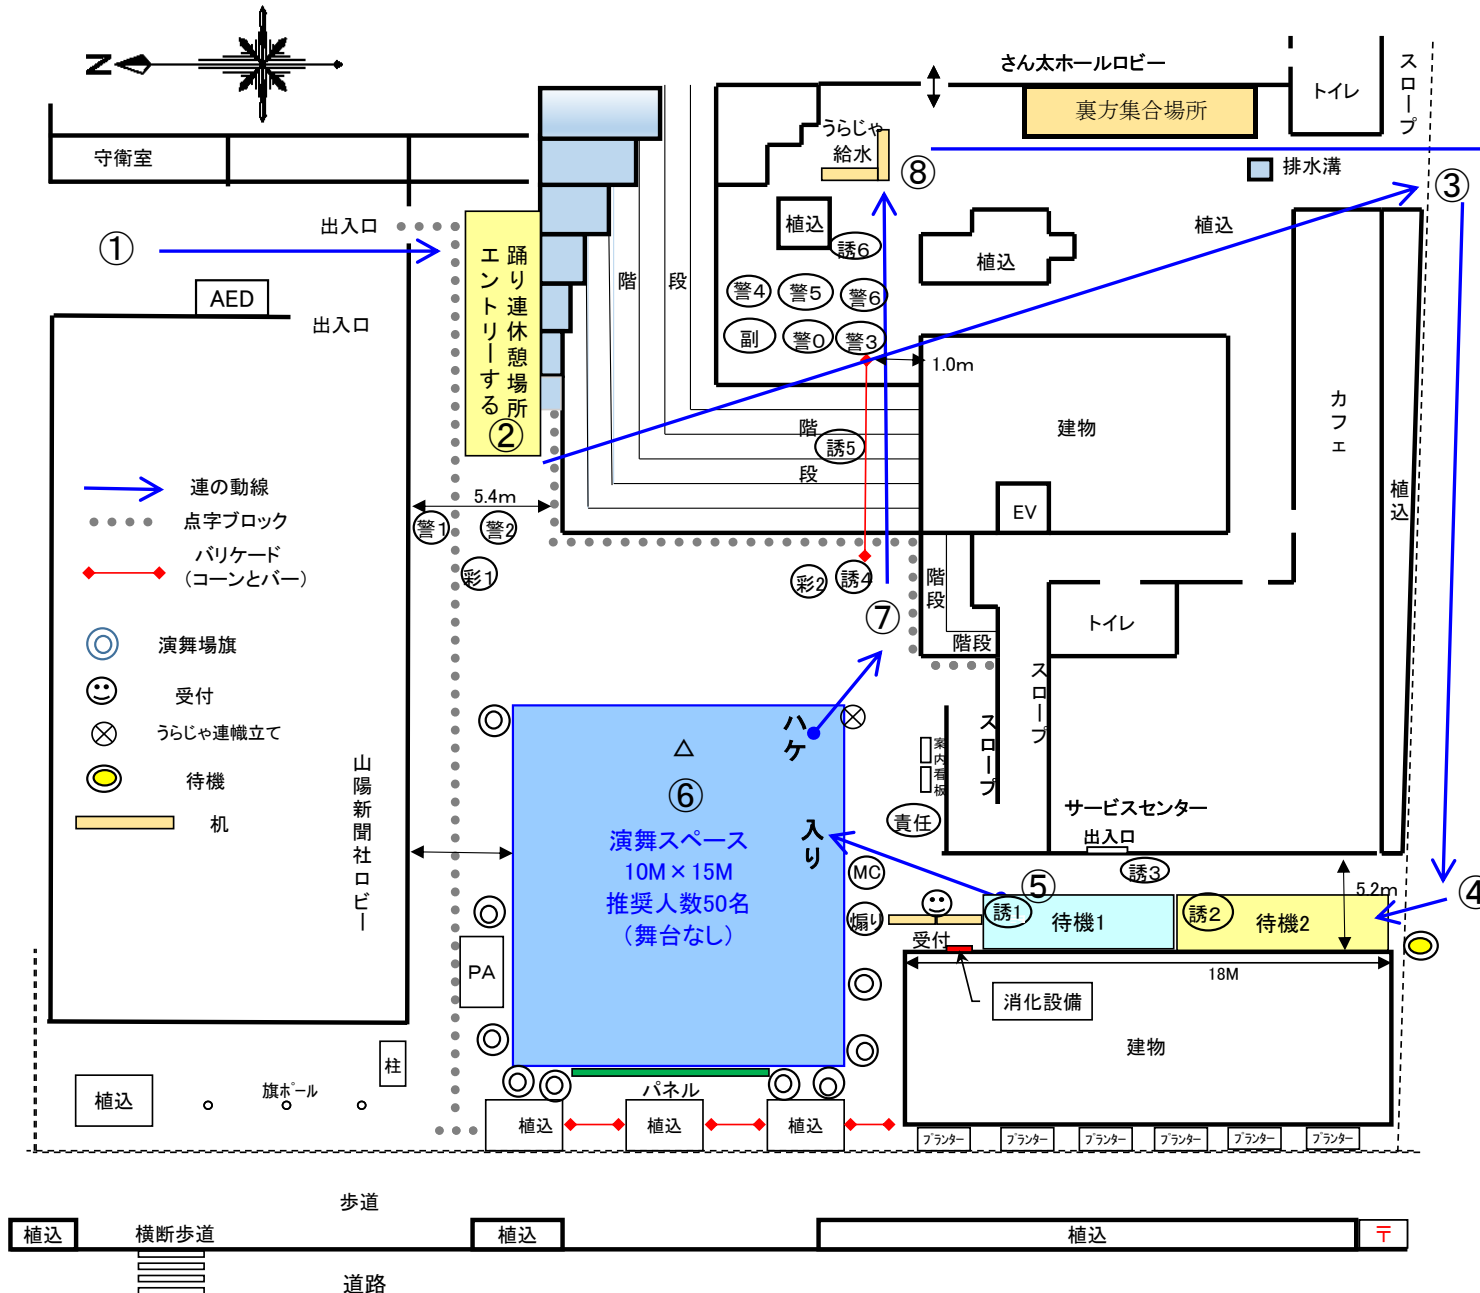 N
さん太ホールロビー
スロープ
トイレ
裏方集合場所
うらじゃ
給水
守衛室
⑧
排水溝
③
出入口
①
植込
植込
植込
誘6
踊り連休憩場所
エントリーする
②
階
段
警4
警5
警6
AED
出入口
副
警0
警3
1.0m
カフェ
建物
階
誘5
段
連の動線
5.4m
植込
点字ブロック
警1
警2
EV
バリケード
(コーンとバー)
彩1
彩2
誘4
階段
⑦
トイレ
階段
演舞場旗
スロープ
受付
うらじゃ連幟立て
ハケ
スロープ
案内看板
山陽新聞社ロビー
待機
△
⑥
机
サービスセンター
責任
演舞スペース
入り
出入口
10M×15M
MC
誘3
⑤
5.2m
④
推奨人数50名
煽り
誘1
待機1
誘2
待機2
(舞台なし)
受付
PA
18M
消化設備
柱
建物
植込
旗ポール
パネル
植込
植込
植込
プランター
プランター
プランター
プランター
プランター
プランター
歩道
植込
横断歩道
植込
植込
〒
道路